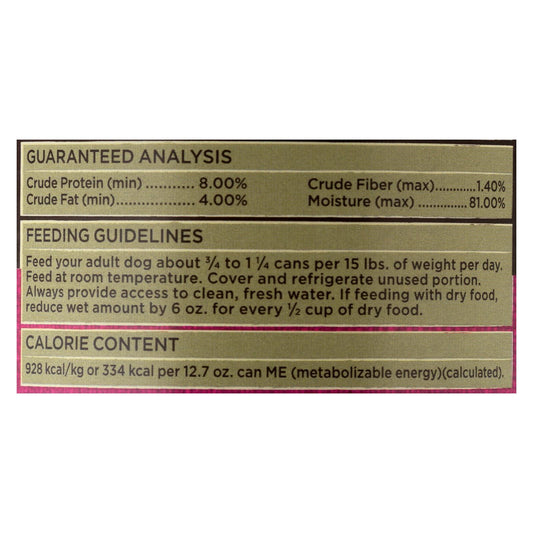 GUARANTEED ANALYSIS
Crude Protein (min) ........... 8.00% Crude Fiber (max)............1.40%
Crude Fat (min) .................. 4.00% Moisture (max) .............. 81.00%
FEEDING GUIDELINES
Feed your adult dog about ¾ to 1 ¼ cans per 15 lbs. of weight per day.
Feed at room temperature. Cover and refrigerate unused portion.
Always provide access to clean, fresh water. If feeding with dry food,
reduce wet amount by 6 oz. for every ½ cup of dry food.
CALORIE CONTENT
928 kcal/kg or 334 kcal per 12.7 oz. can ME (metabolizable energy)(calculated).